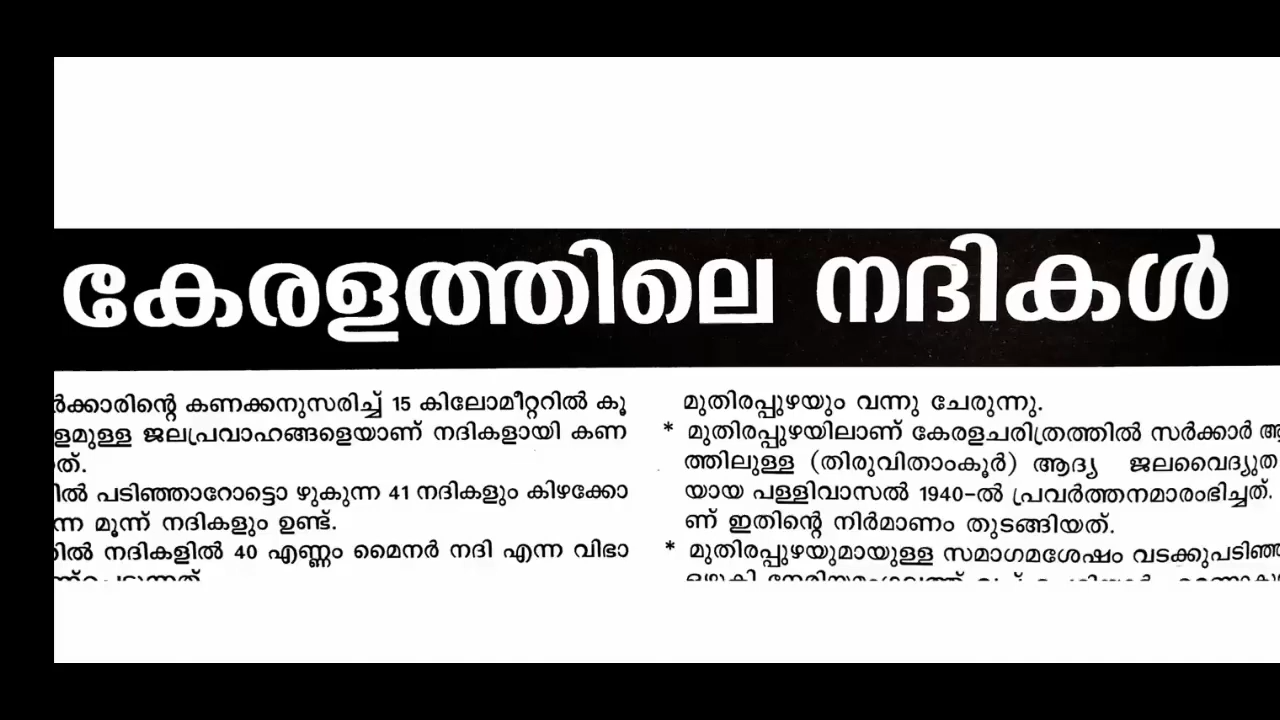 കേരളത്തിലെ നദികൾ
ർക്കാരിന്റെ കണക്കനുസരിച്ച് 15 കിലോമീറ്ററിൽ കൂ
ളമുള്ള ജലപ്രവാഹങ്ങളെയാണ് നദികളായി കണ
ത്.
ിൽ പടിഞ്ഞാറോട്ടൊ ഴുകുന്ന 41 നദികളും കിഴക്കോ
ന്ന മൂന്ന് നദികളും ഉണ്ട്.
ിൽ നദികളിൽ 40 എണ്ണം മൈനർ നദി എന്ന വിഭാ
മുതിരപ്പുഴയും വന്നു ചേരുന്നു.
* മുതിരപ്പുഴയിലാണ് കേരളചരിത്രത്തിൽ സർക്കാർ
ത്തിലുള്ള (തിരുവിതാംകൂർ) ആദ്യ ജലവൈദ്യുത
യായ പള്ളിവാസൽ 1940-ൽ പ്രവർത്തനമാരംഭിച്ചത്.
ണ് ഇതിന്റെ നിർമാണം തുടങ്ങിയത്.
* മുതിരപ്പുഴയുമായുള്ള സമാഗമശേഷം വടക്കുപടിഞ്ഞ